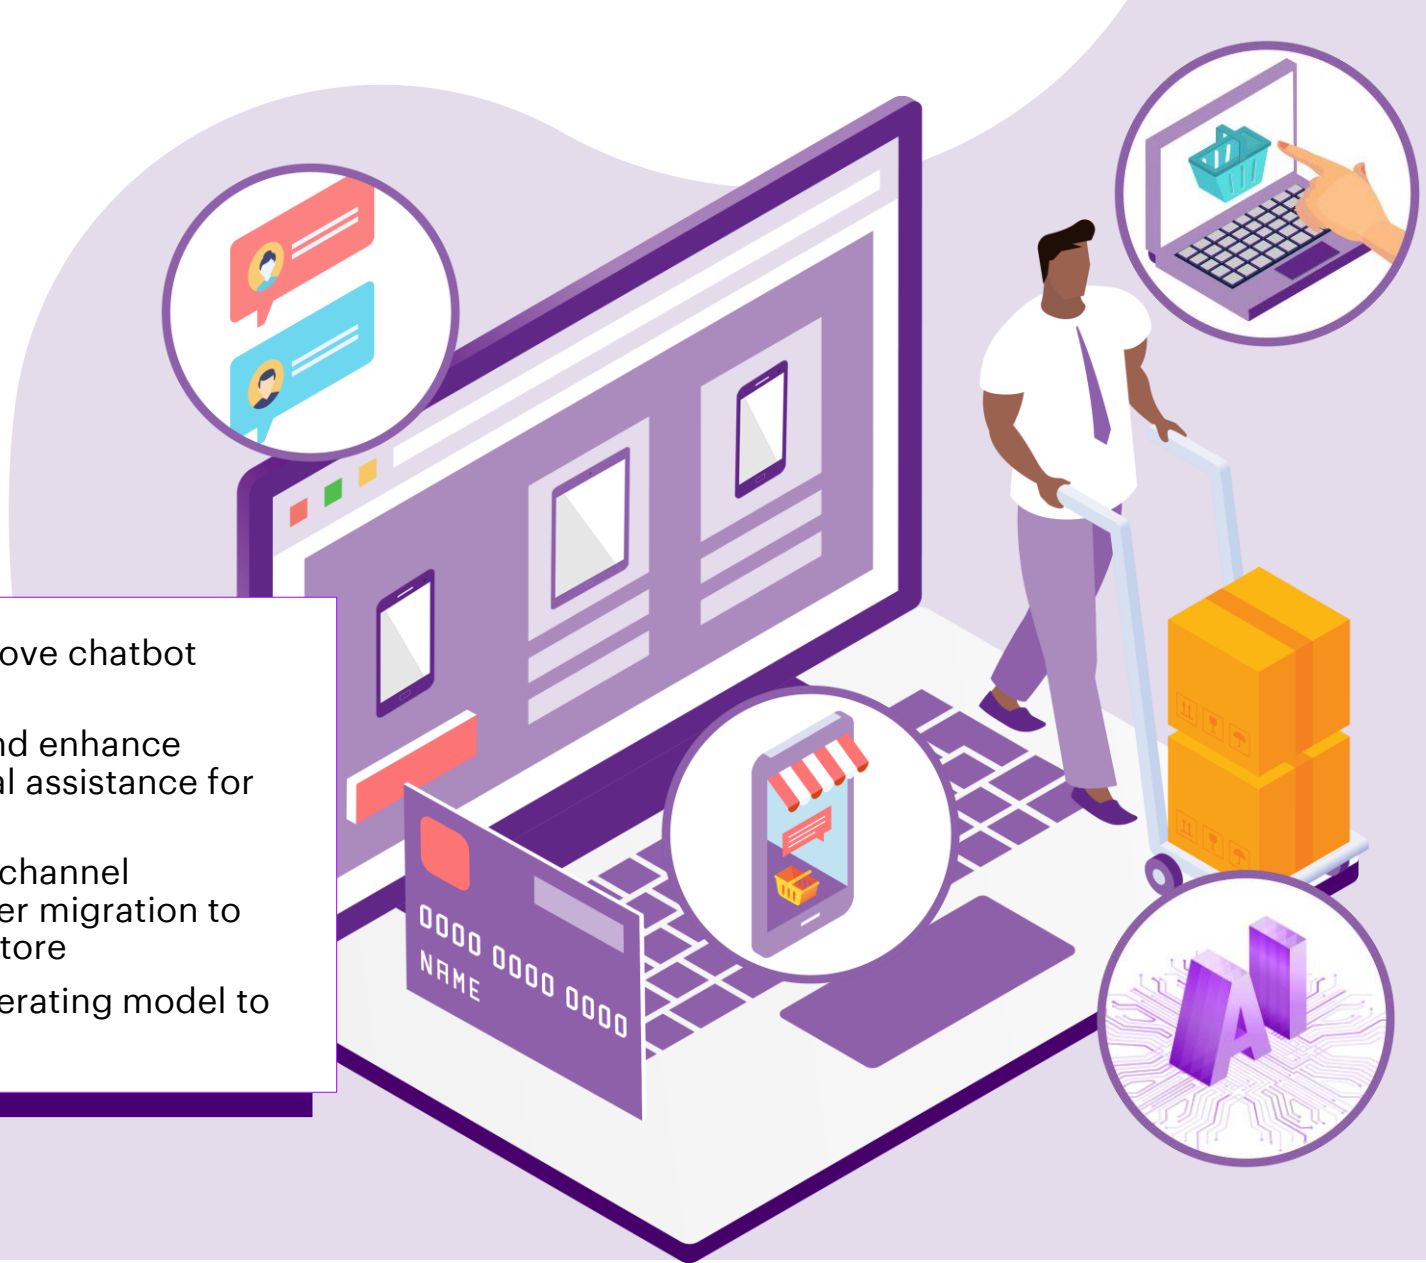 ove chatbot
nd enhance
al assistance for
channel
er migration to
tore
erating model to
0000 0000 0000
NAME
AI